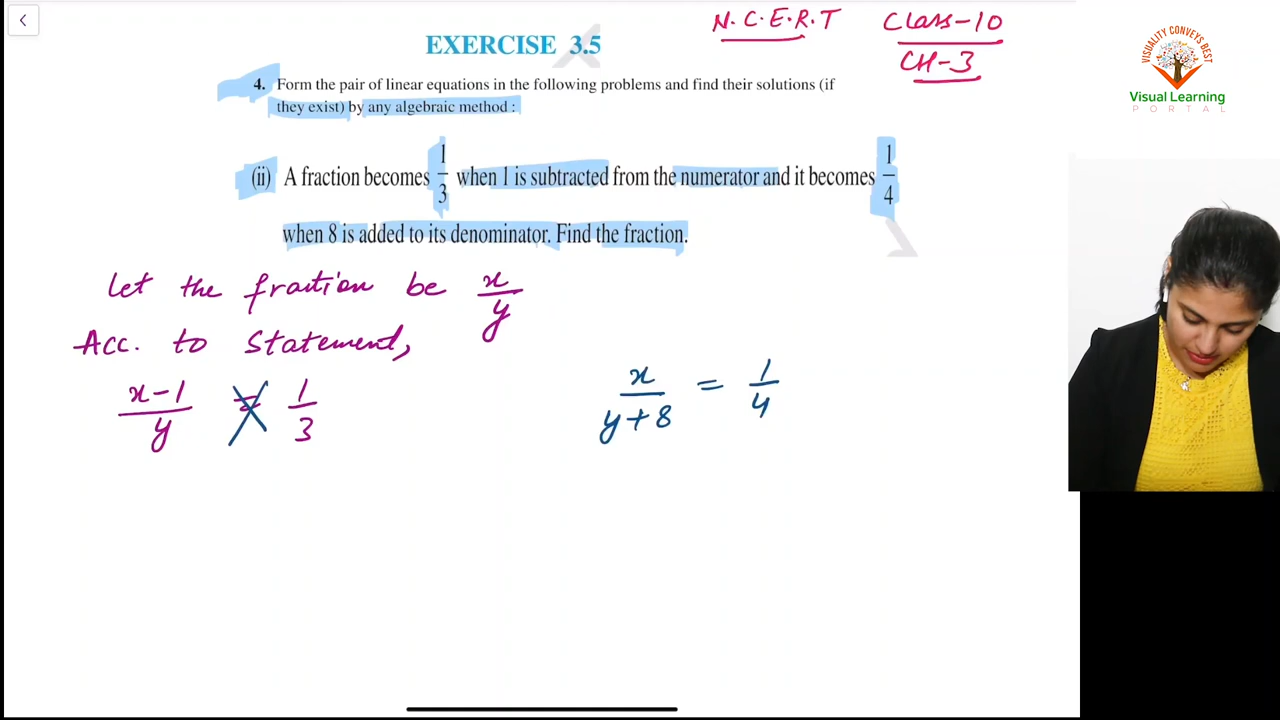 N.C.E.R.T Class-10
CH-3
EXERCISE 3.5
4. Form the pair of linear equations in the following problems and find their solutions (if
they exist) by any algebraic method :
(ii) A fraction becomes 1/3 when 1 is subtracted from the numerator and it becomes 1/4
when 8 is added to its denominator. Find the fraction.
Let the fraction be x/y
Acc. to Statement,
x-1/y = 1/3
x/y+8 = 1/4
VISUALITY CONVEYS BEST
Visual Learning
PORTAL